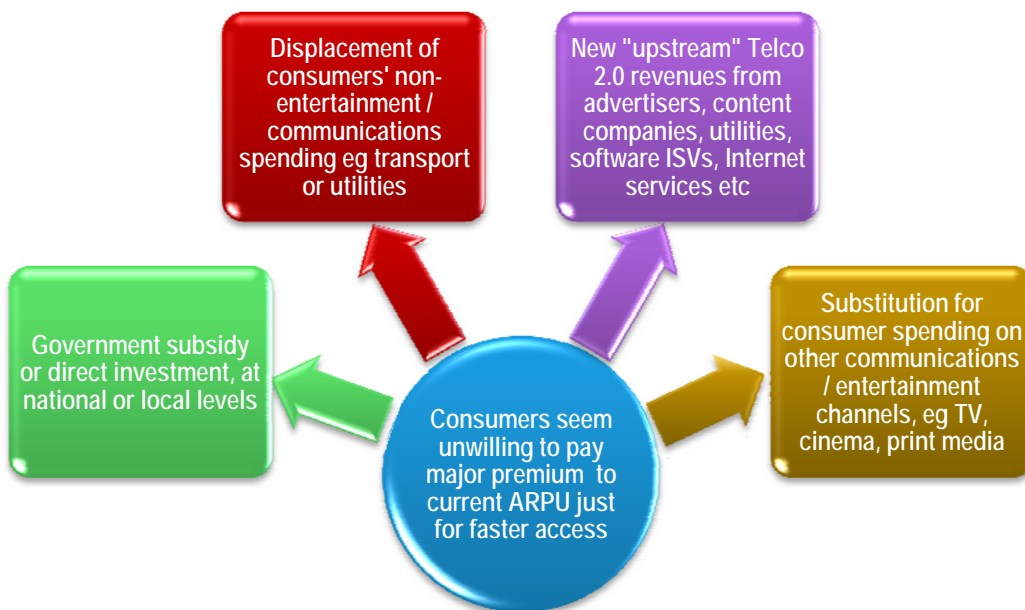 Displacement of
consumers' non-
entertainment /
communications
spending eg transport
or utilities
New "upstream" Telco
2.0 revenues from
advertisers, content
companies, utilities,
software ISVs, Internet
services etc
Government subsidy
or direct investment, at
national or local levels
Substitution for
consumer spending on
other communications
/ entertainment
channels, eg TV,
cinema, print media
Consumers seem
unwilling to pay
major premium to
current ARPU just
for faster access